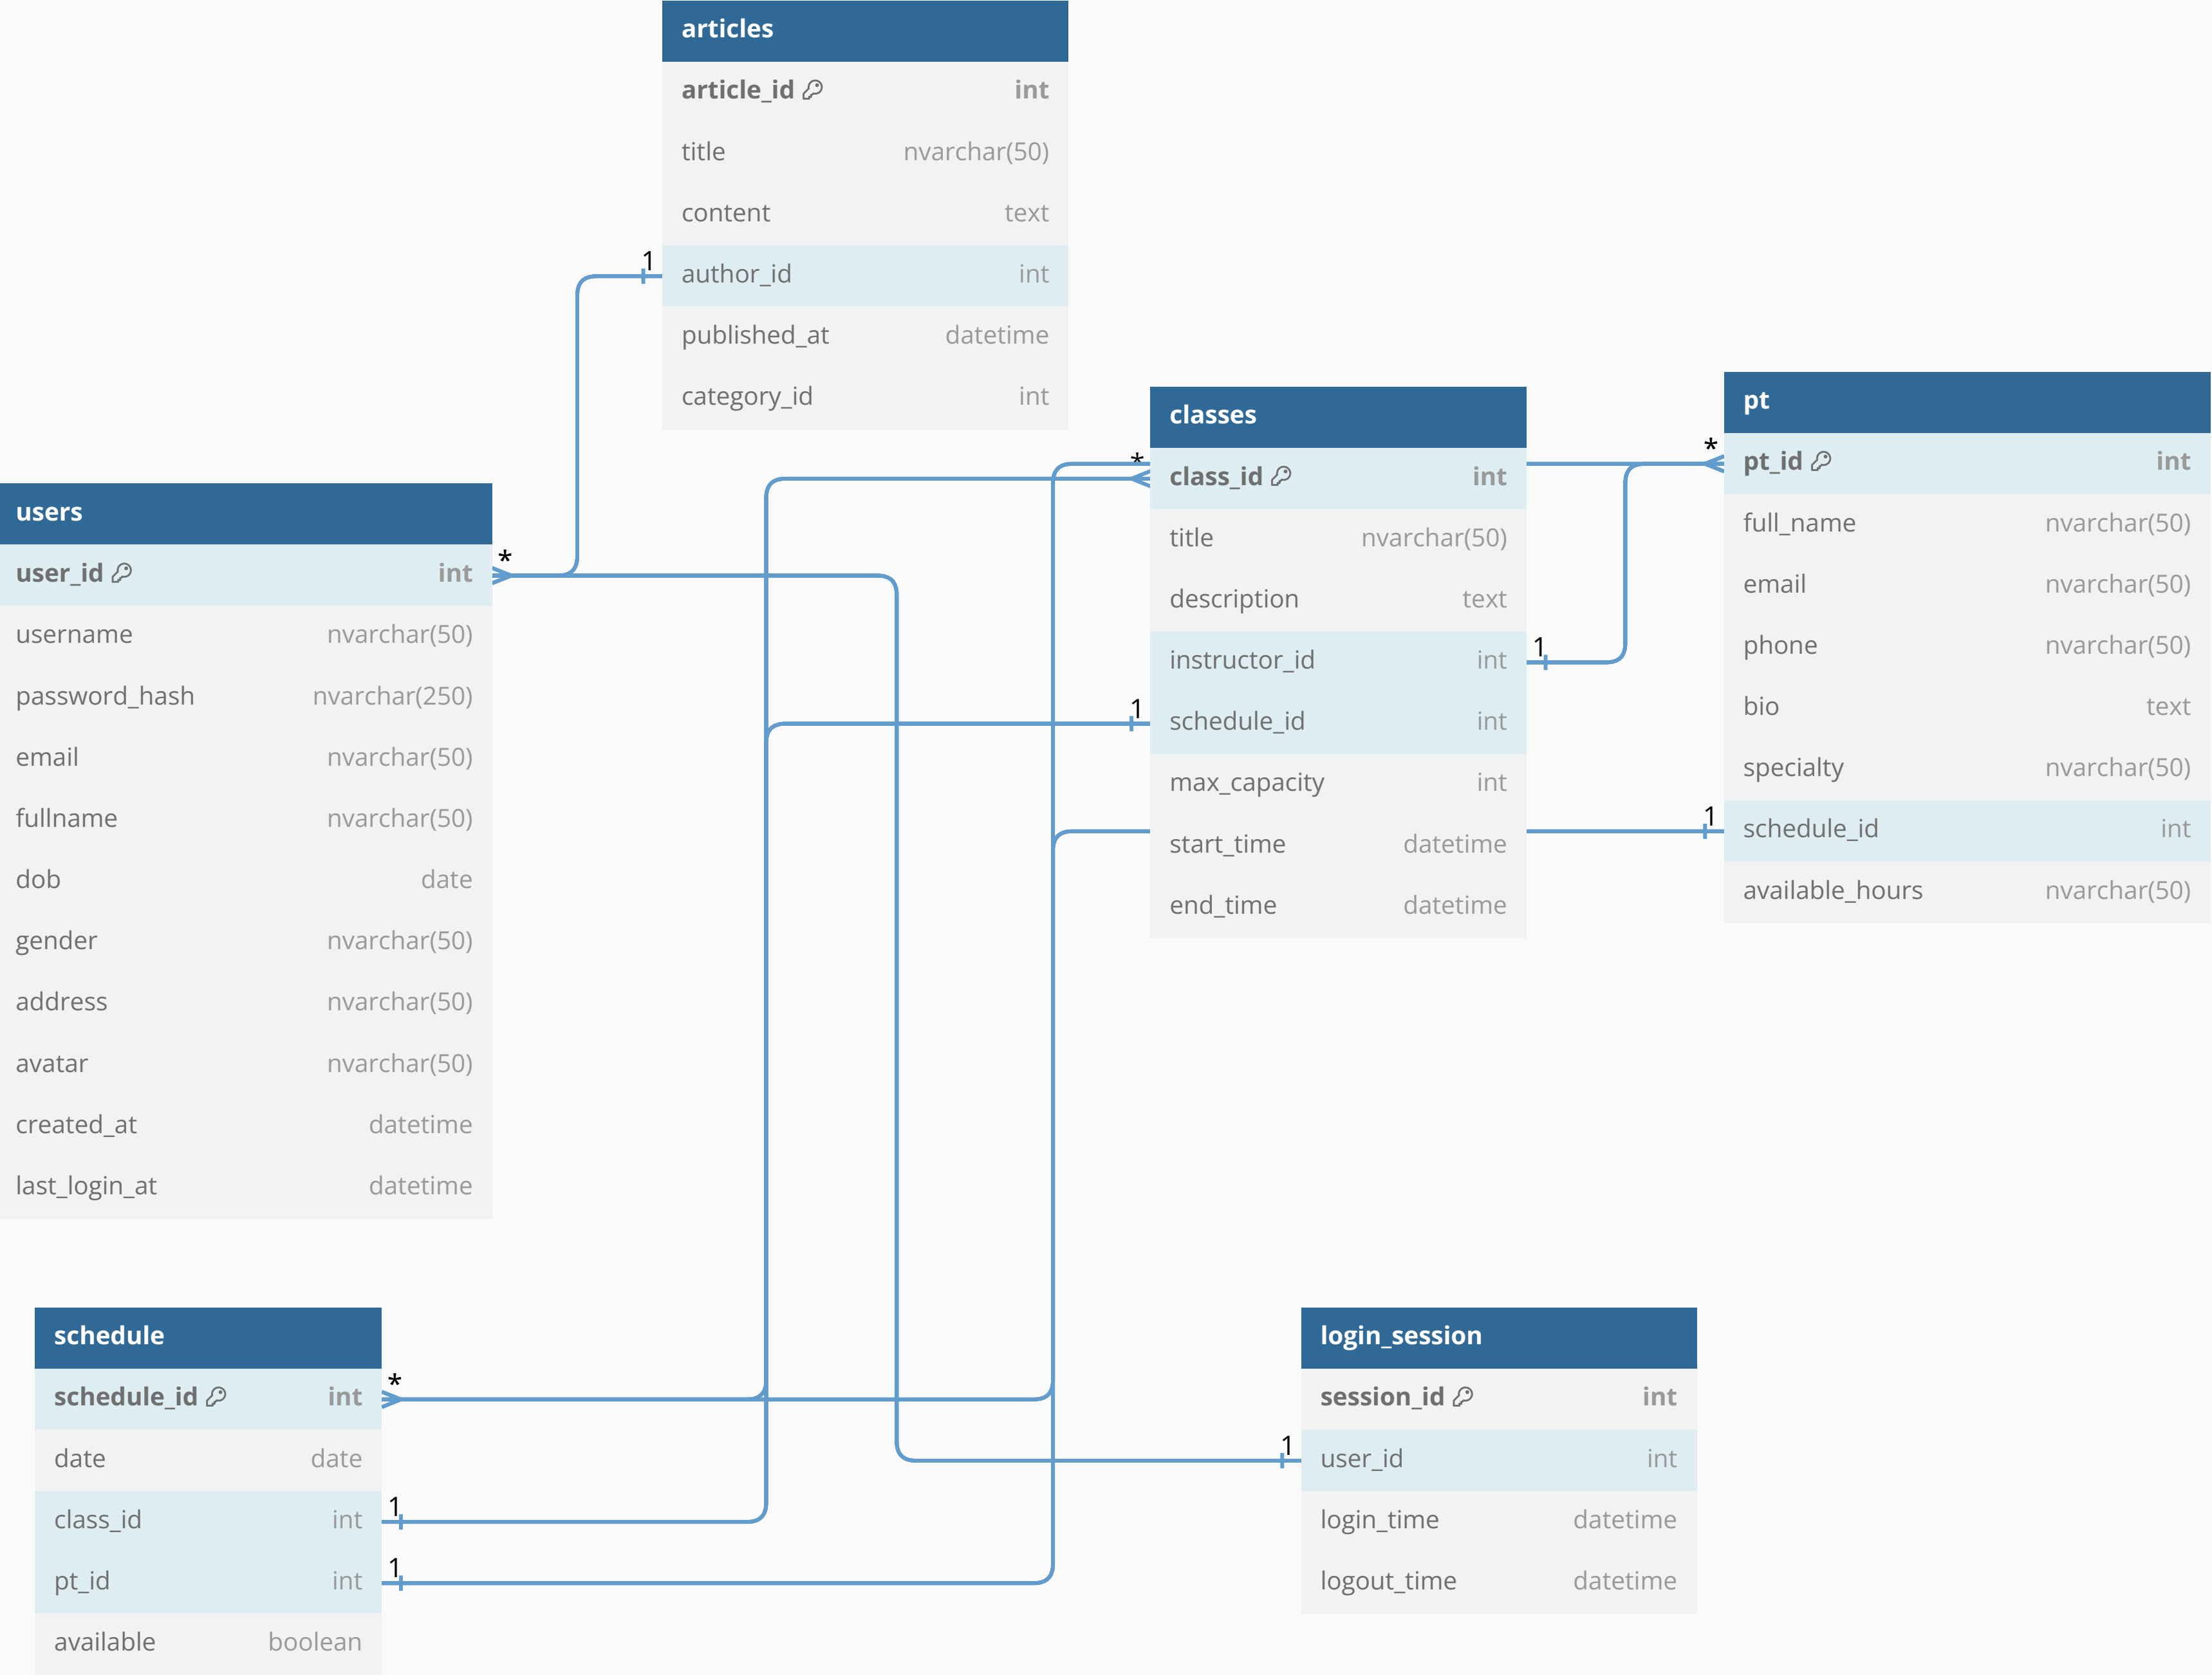 articles
article_id int
title nvarchar(50)
content text
1
author_id int
published_at datetime
category_id int
users
*
user_id int
username nvarchar(50)
password_hash nvarchar(250)
email nvarchar(50)
fullname nvarchar(50)
dob date
gender nvarchar(50)
address nvarchar(50)
avatar nvarchar(50)
created_at datetime
last_login_at datetime
classes
*
class_id int
title nvarchar(50)
description text
1
instructor_id int
1
schedule_id int
max_capacity int
start_time datetime
end_time datetime
pt
*
pt_id int
full_name nvarchar(50)
email nvarchar(50)
phone nvarchar(50)
bio text
specialty nvarchar(50)
1
schedule_id int
available_hours nvarchar(50)
schedule
*
schedule_id int
date date
1
class_id int
1
pt_id int
available boolean
login_session
session_id int
1
user_id int
login_time datetime
logout_time datetime